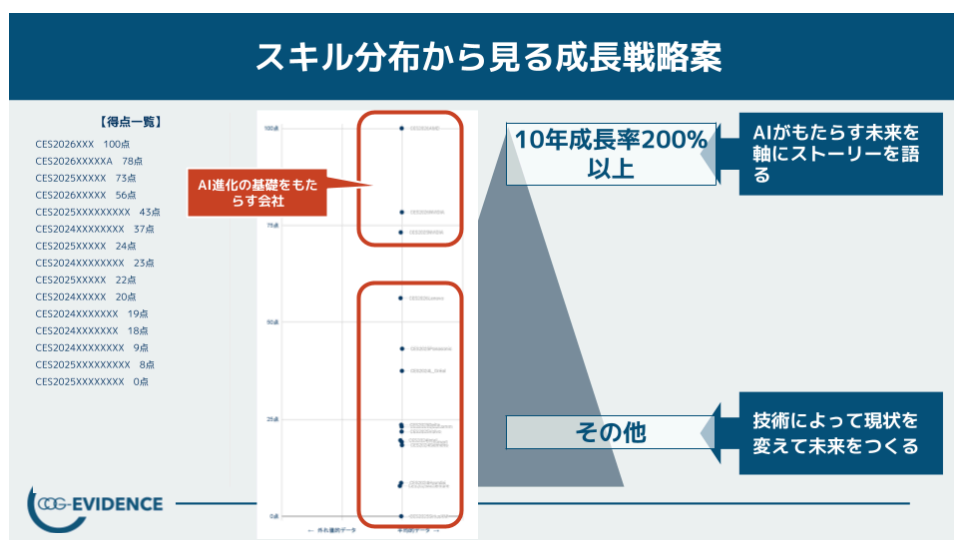 スキル分布から見る成長戦略案
【得点一覧】
CES2026XXX 100点
CES2026XXXXXA 78点
CES2025XXXXX 73点
CES2026XXXXX 56点
CES2025XXXXXXXXX 43点
CES2024XXXXXXXX 37点
CES2025XXXXX 24点
CES2024XXXXXXXX 23点
CES2025XXXXX 22点
CES2024XXXXX 20点
CES2024XXXXXXX 19点
CES2024XXXXXXX 18点
CES2024XXXXXXX 9点
CES2025XXXXXXXXX 8点
CES2025XXXXXXXX 0点
AI進化の基礎をもた
らす会社
100点
75点
50点
25点
0点
10年成長率200%
以上
AIがもたらす未来を
軸にストーリーを語
る
その他
技術によって現状を
変えて未来をつくる
COG-EVIDENCE